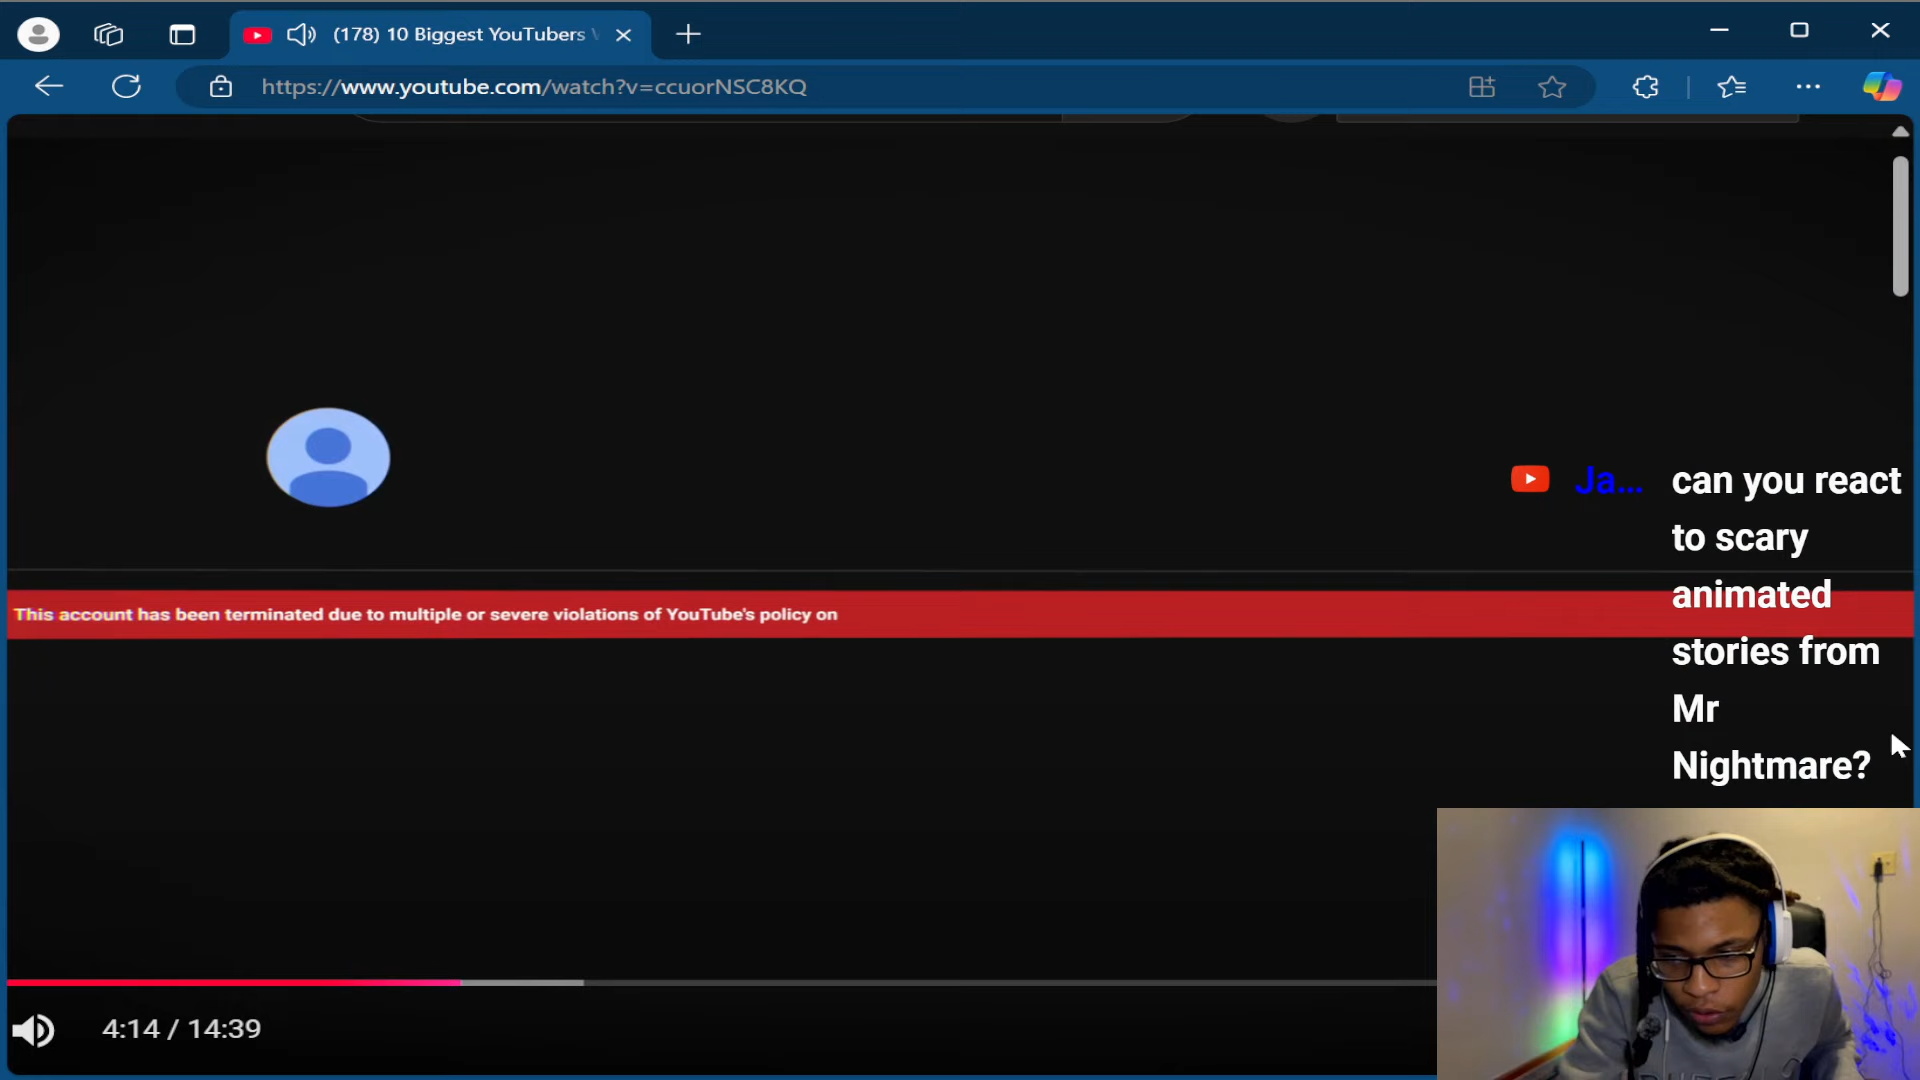 (178) 10 Biggest YouTubers
https://www.youtube.com/watch?v=ccuorNSC8KQ
This account has been terminated due to multiple or severe violations of YouTube's policy on
Ja... can you react
to scary
animated
stories from
Mr
Nightmare?
4:14 / 14:39